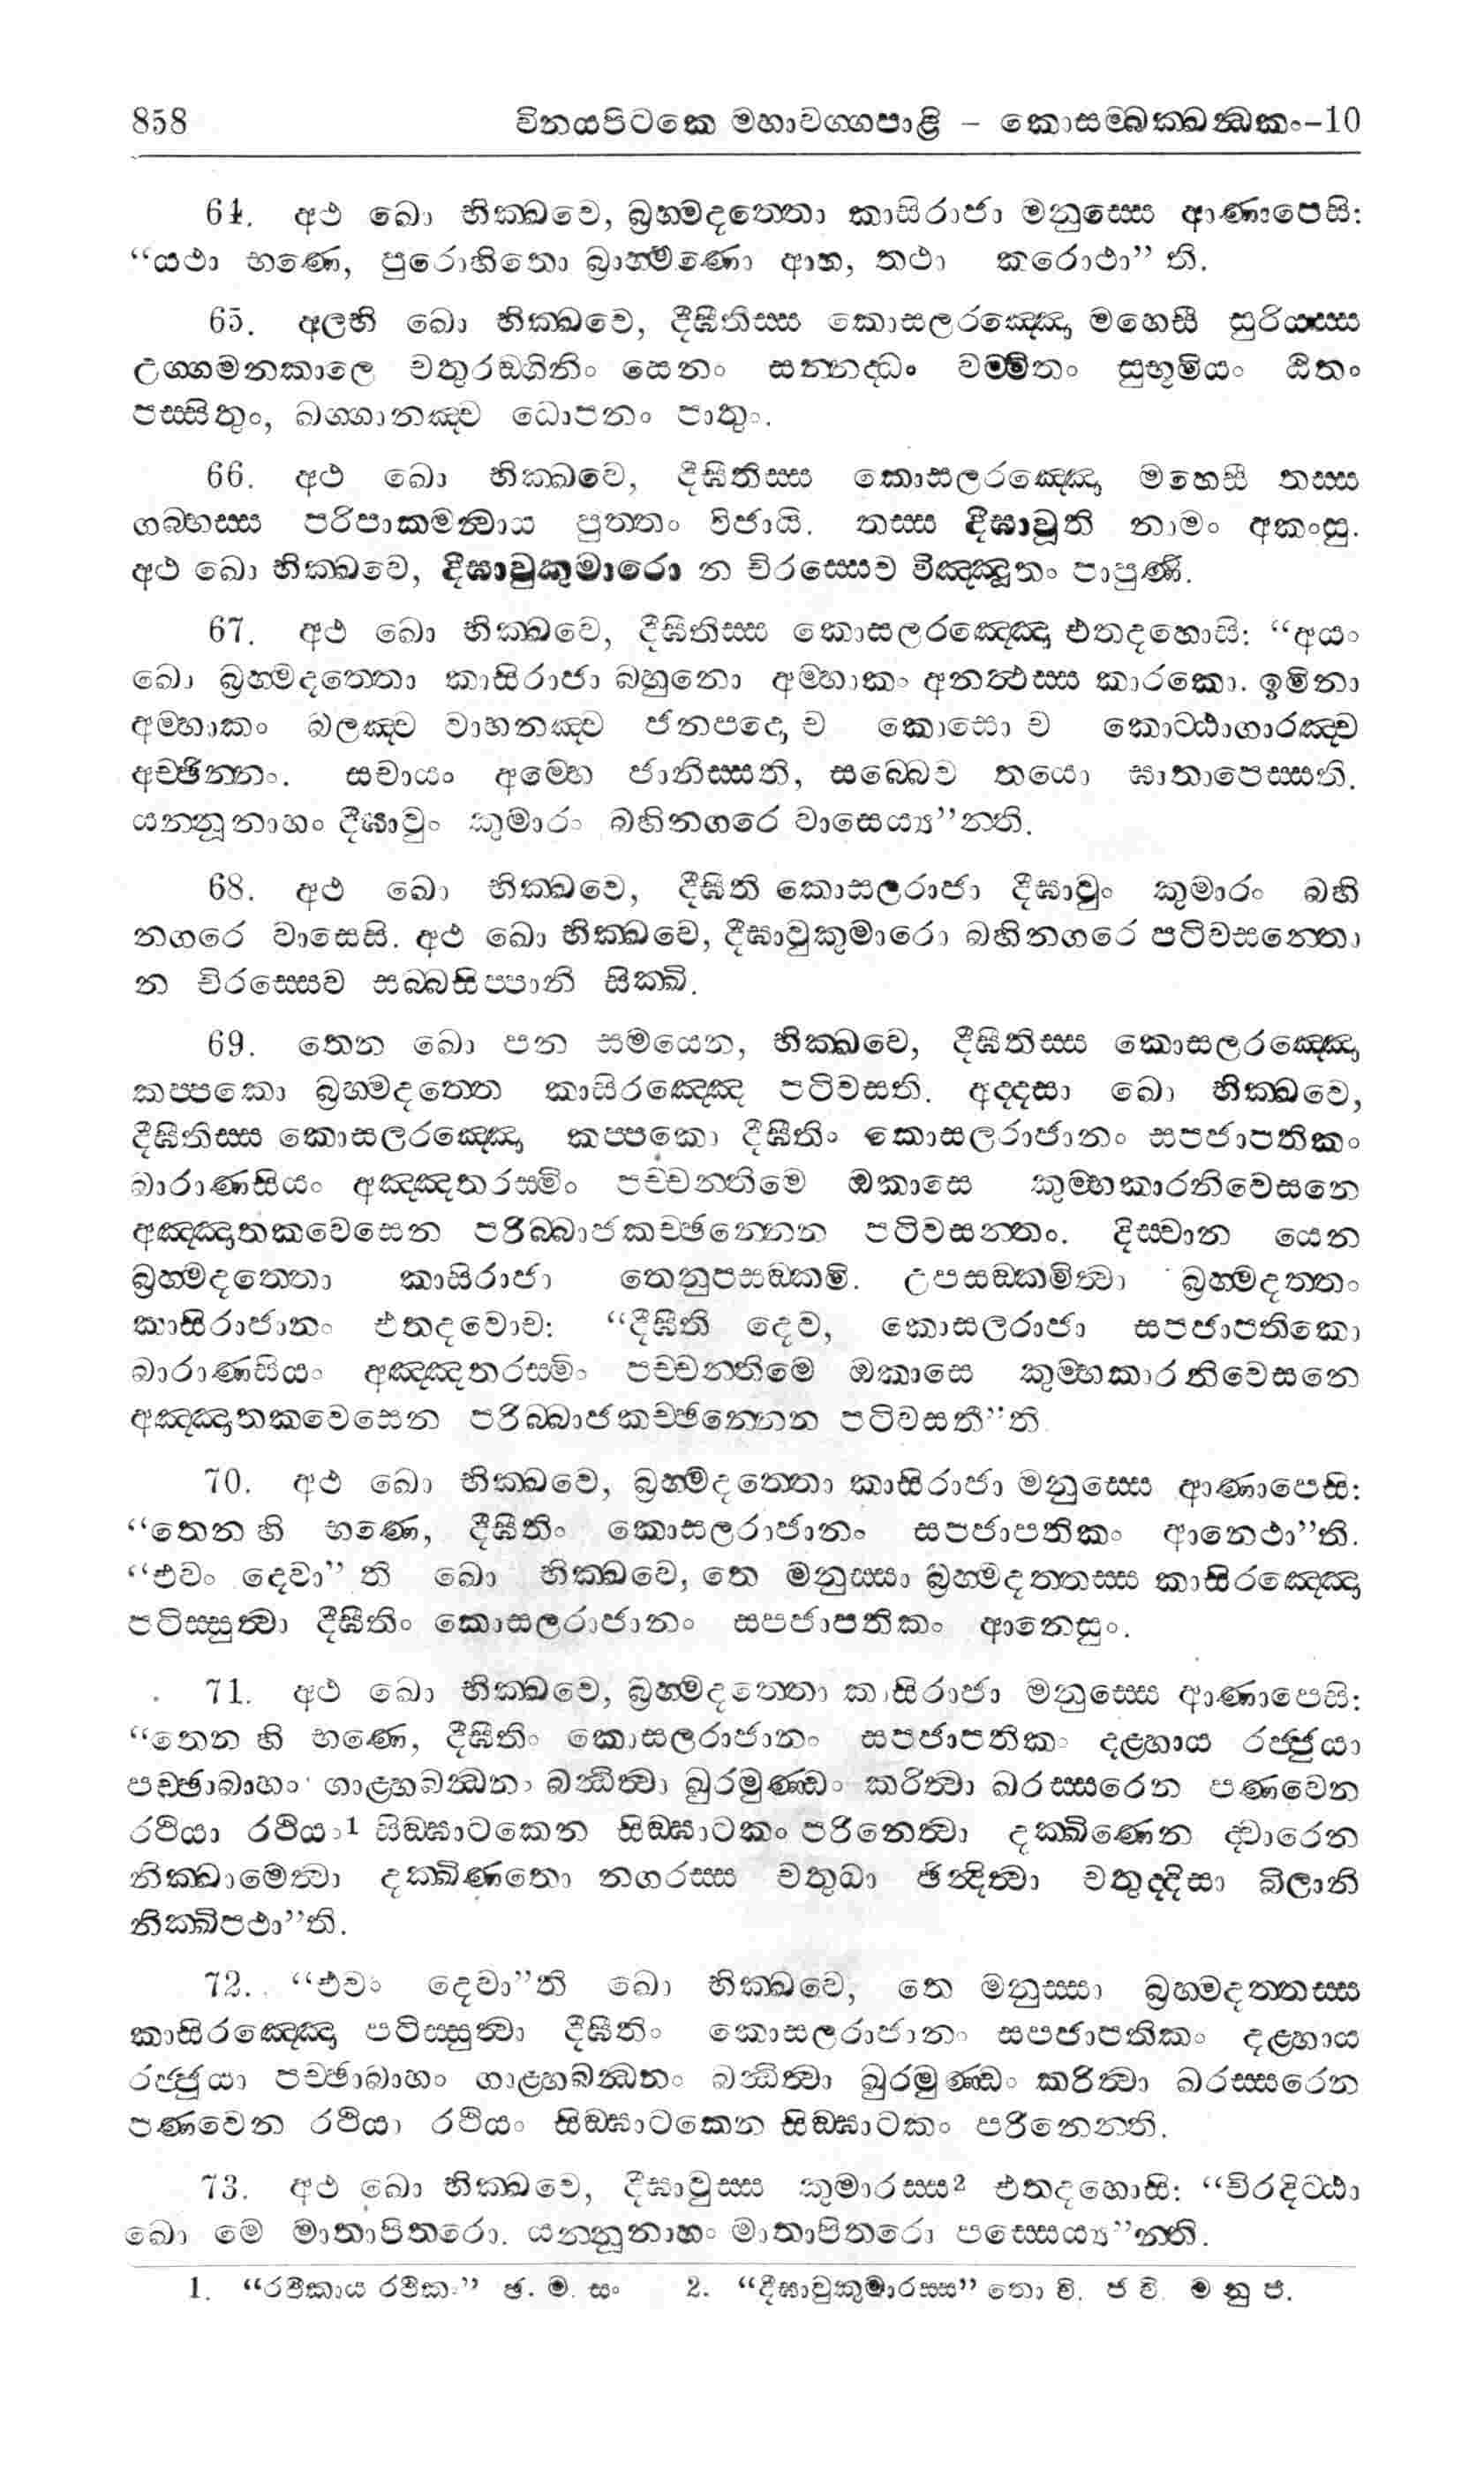 858 විනයපිටකෙ මහාවග්ගපාළි – කොසම්බක්ඛන්ධකං–10
64. අථ ඛො භික්ඛවෙ, බ්‍රහ්මදත්තො කාසිරාජා මනුස්සෙ ආණාපෙසි:
“යථා භණෙ, පුරොහිතො බ්‍රාහ්මණො ආහ, තථා කරොථා” ති.
65. අලභි ඛො භික්ඛවෙ, දීඝීතිස්ස කොසලරඤ්ඤො මහෙසී සුරියස්ස
උග්ගමනකාලෙ චතුරඞ්ගිනිං සෙනං සන්නද්ධං වම්මිතං සුභූමියං ඨිතං
පස්සිතුං, ඛග්ගානඤ්ච ධොපනං පාතුං.
66. අථ ඛො භික්ඛවෙ, දීඝීතිස්ස කොසලරඤ්ඤො මහෙසී තස්ස
ගබ්භස්ස පරිපාකමන්වාය පුත්තං විජායි. තස්ස දීඝාවූති නාමං අකංසු.
අථ ඛො භික්ඛවෙ, දීඝාවුකුමාරො න චිරස්සෙව විඤ්ඤූතං පාපුණි.
67. අථ ඛො භික්ඛවෙ, දීඝීතිස්ස කොසලරඤ්ඤො එතදහොසි: “අයං
ඛො බ්‍රහ්මදත්තො කාසිරාජා බහුනො අම්හාකං අනත්ථස්ස කාරකො. ඉමිනා
අම්හාකං බලඤ්ච වාහනඤ්ච ජනපදො ච කොසො ච කොට්ඨාගාරඤ්ච
අච්ඡින්නං. සචායං අම්හෙ ජානිස්සති, සබ්බෙව තයො ඝාතාපෙස්සති.
යන්නූනාහං දීඝාවුං කුමාරං බහිනගරෙ වාසෙය්‍ය”න්ති.
68. අථ ඛො භික්ඛවෙ, දීඝීති කොසලරාජා දීඝාවුං කුමාරං බහි
නගරෙ වාසෙසි. අථ ඛො භික්ඛවෙ, දීඝාවුකුමාරො බහිනගරෙ පටිවසන්තො
න චිරස්සෙව සබ්බසිප්පානි සික්ඛි.
69. තෙන ඛො පන සමයෙන, භික්ඛවෙ, දීඝීතිස්ස කොසලරඤ්ඤො
කප්පකො බ්‍රහ්මදත්තෙ කාසිරඤ්ඤෙ පටිවසති. අද්දසා ඛො භික්ඛවෙ,
දීඝීතිස්ස කොසලරඤ්ඤො කප්පකො දීඝීතිං කොසලරාජානං සපජාපතිකං
බාරාණසියං අඤ්ඤතරස්මිං පච්චන්තිමෙ ඔකාසෙ කුම්භකාරනිවෙසනෙ
අඤ්ඤාතකවෙසෙන පරිබ්බාජකච්ඡන්නෙන පටිවසන්තං. දිස්වාන යෙන
බ්‍රහ්මදත්තො කාසිරාජා තෙනුපසඞ්කමි. උපසඞ්කමිත්වා බ්‍රහ්මදත්තං
කාසිරාජානං එතදවොච: “දීඝීති දෙව, කොසලරාජා සපජාපතිකො
බාරාණසියං අඤ්ඤතරස්මිං පච්චන්තිමෙ ඔකාසෙ කුම්භකාරනිවෙසනෙ
අඤ්ඤාතකවෙසෙන පරිබ්බාජකච්ඡන්නෙන පටිවසතී”ති
70. අථ ඛො භික්ඛවෙ, බ්‍රහ්මදත්තො කාසිරාජා මනුස්සෙ ආණාපෙසි:
“තෙන හි භණෙ, දීඝීතිං කොසලරාජානං සපජාපතිකං ආනෙථා”ති.
“එවං දෙවා” ති ඛො භික්ඛවෙ, තෙ මනුස්සා බ්‍රහ්මදත්තස්ස කාසිරඤ්ඤො
පටිස්සුත්වා දීඝීතිං කොසලරාජානං සපජාපතිකං ආනෙසුං.
71. අථ ඛො භික්ඛවෙ, බ්‍රහ්මදත්තො කාසිරාජා මනුස්සෙ ආණාපෙසි:
“තෙන හි භණෙ, දීඝීතිං කොසලරාජානං සපජාපතිකං දළ්හාය රජ්ජුයා
පච්ඡාබාහං ගාළ්හබන්ධනං බන්ධිත්වා ඛුරමුණ්ඩං කරිත්වා ඛරස්සරෙන පණවෙන
රථියා රථියං1 සිඞ්ඝාටකෙන සිඞ්ඝාටකං පරිනෙත්වා දක්ඛිණෙන ද්වාරෙන
නික්ඛාමෙත්වා දක්ඛිණතො නගරස්ස චතුධා ඡින්දිත්වා චතුද්දිසා බිලානි
නික්ඛිපථා”ති.
72. “එවං දෙවා”ති ඛො භික්ඛවෙ, තෙ මනුස්සා බ්‍රහ්මදත්තස්ස
කාසිරඤ්ඤො පටිස්සුත්වා දීඝීතිං කොසලරාජානං සපජාපතිකං දළ්හාය
රජ්ජුයා පච්ඡාබාහං ගාළ්හබන්ධනං බන්ධිත්වා ඛුරමුණ්ඩං කරිත්වා ඛරස්සරෙන
පණවෙන රථියා රථියං සිඞ්ඝාටකෙන සිඞ්ඝාටකං පරිනෙන්ති.
73. අථ ඛො භික්ඛවෙ, දීඝාවුස්ස කුමාරස්ස2 එතදහොසි: “චිරදිට්ඨා
ඛො මෙ මාතාපිතරො. යන්නූනාහං මාතාපිතරො පස්සෙය්‍ය”න්ති.
1. “රථිකාය රථිකං” ඡ. ම. සං 2. “දීඝාවුකුමාරස්ස” තො වි. ජ වි. ම නු ප.